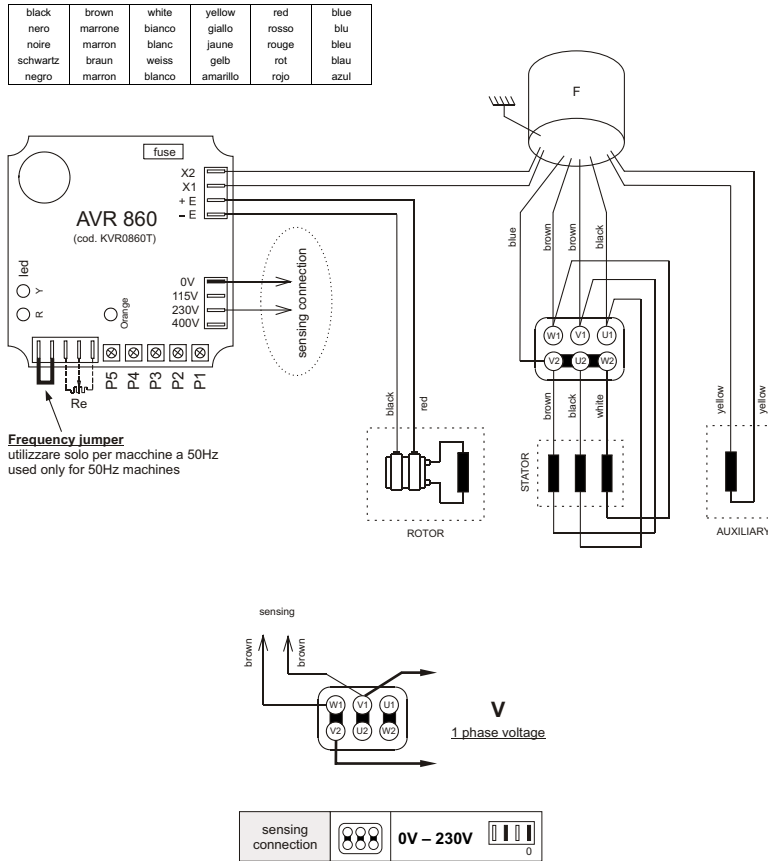 black brown white yellow red blue
nero marrone bianco giallo rosso blu
noire marron blanc jaune rouge bleu
schwartz braun weiss gelb rot blau
negro marron blanco amarillo rojo azul
F
fuse
X2
X1
+ E
– E
AVR 860
(cod. KVR0860T)
led
Y
R
Orange
0V
115V
230V
400V
sensing connection
P5
P4
P3
P2
P1
Re
Frequency jumper
utilizzare solo per macchine a 50Hz
used only for 50Hz machines
blue
brown
brown
black
W1 V1 U1
V2 U2 W2
black
red
brown
black
white
yellow
yellow
STATOR
ROTOR
AUXILIARY
sensing
brown
brown
W1 V1 U1
V2 U2 W2
V
1 phase voltage
sensing
connection
0V – 230V
0